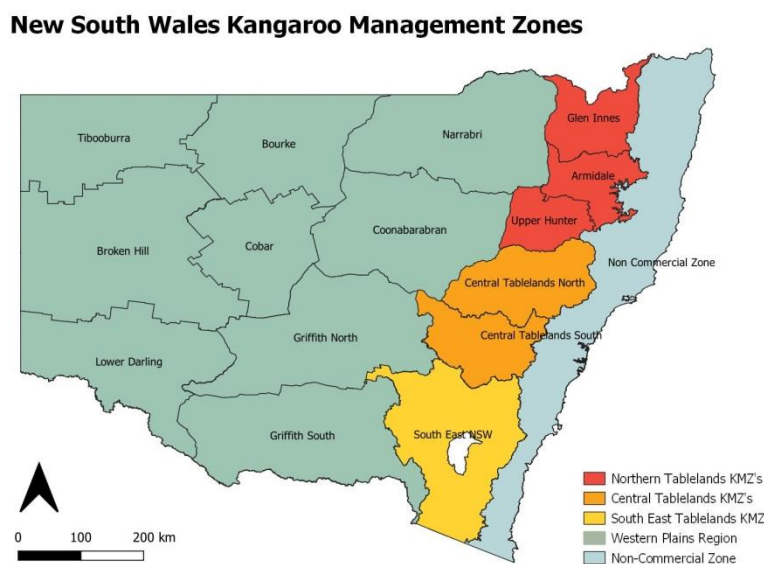 New South Wales Kangaroo Management Zones
Glen Innes
Tibooburra
Bourke
Narrabri
Armidale
Upper Hunter
Coonabarabran
Broken Hill
Cobar
Non Commercial Zone
Central Tablelands North
Griffith North
Central Tablelands South
Lower Darling
Griffith South
South East NSW
Northern Tablelands KMZ's
Central Tablelands KMZ's
South East Tablelands KMZ
Western Plains Region
Non-Commercial Zone
0 100 200 km